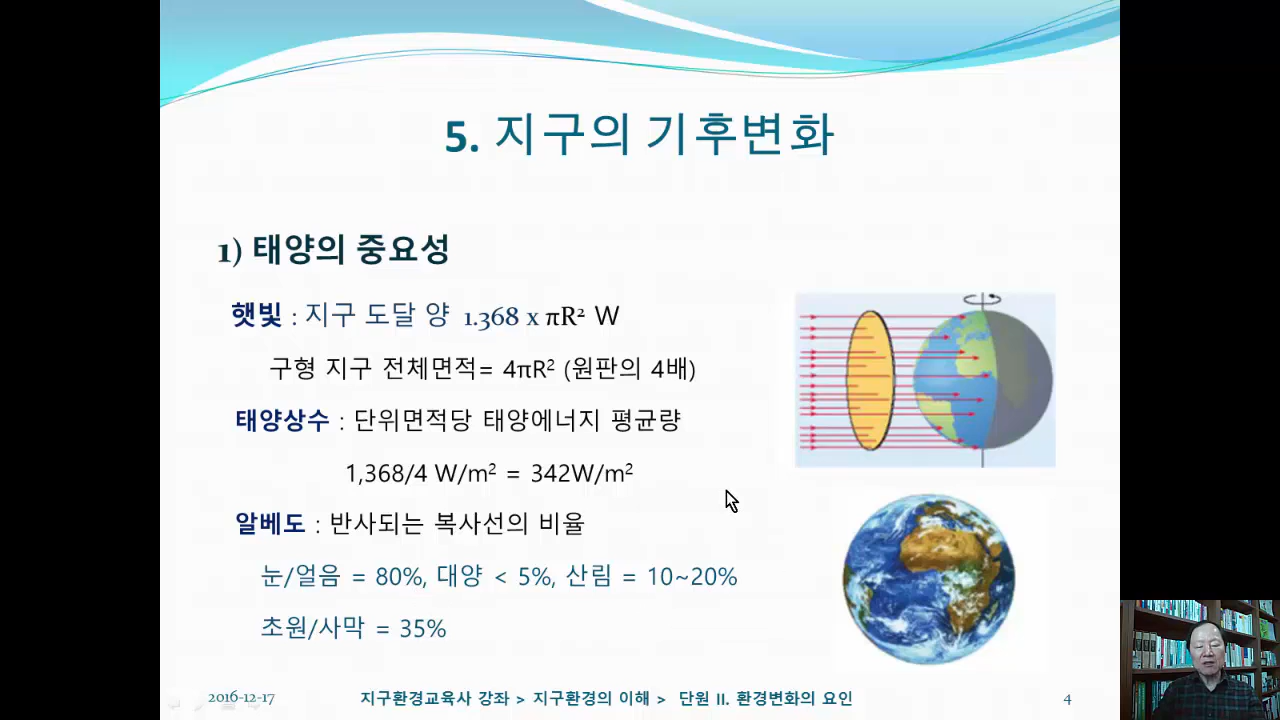 5. 지구의 기후변화
1) 태양의 중요성
햇빛 : 지구 도달 양 1.368 x πR² W
구형 지구 전체면적= 4πR² (원판의 4배)
태양상수 : 단위면적당 태양에너지 평균량
1,368/4 W/m² = 342W/m²
알베도 : 반사되는 복사선의 비율
눈/얼음 = 80%, 대양 < 5%, 산림 = 10~20%
초원/사막 = 35%
2016-12-17 지구환경교육사 강좌 > 지구환경의 이해 > 단원 II. 환경변화의 요인 4